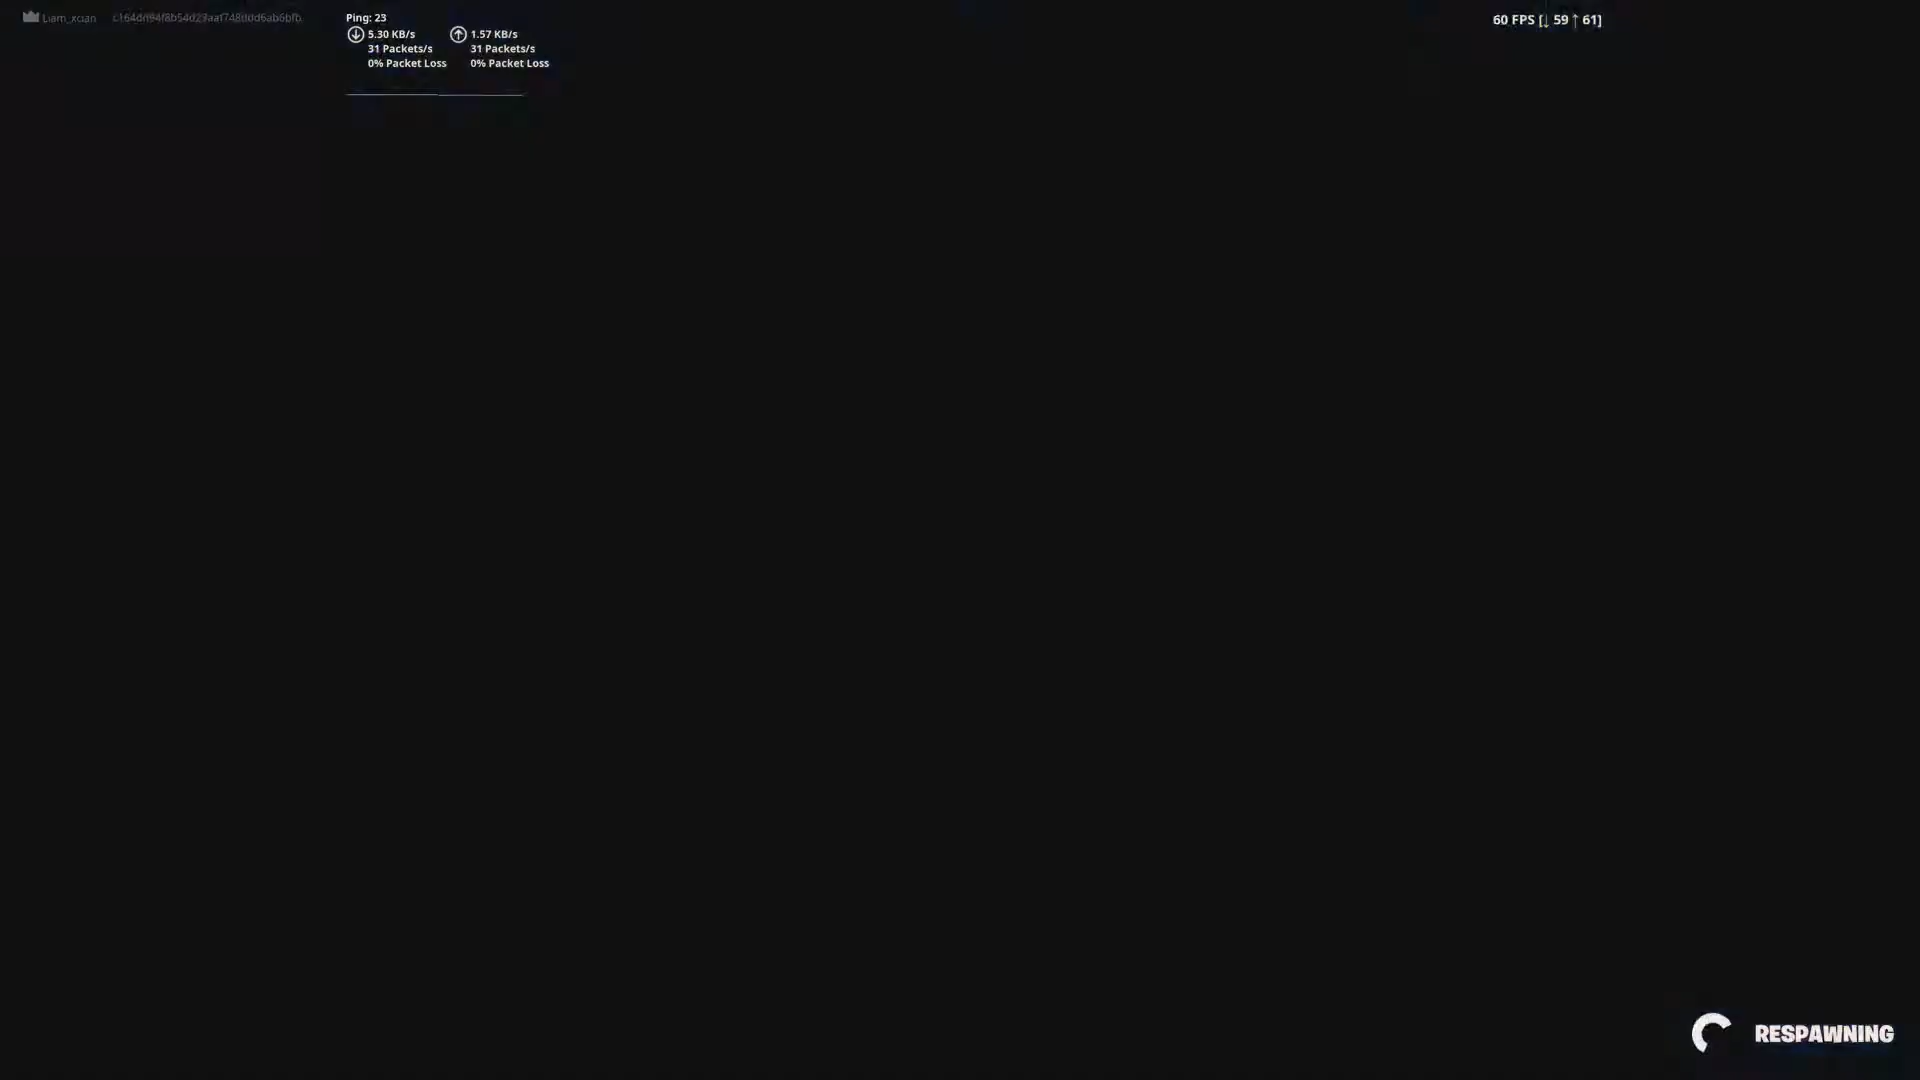 Ping: 23
5.30 KB/s 1.57 KB/s
31 Packets/s 31 Packets/s
0% Packet Loss 0% Packet Loss
60 FPS [↓ 59 ↑ 61]
RESPAWNING